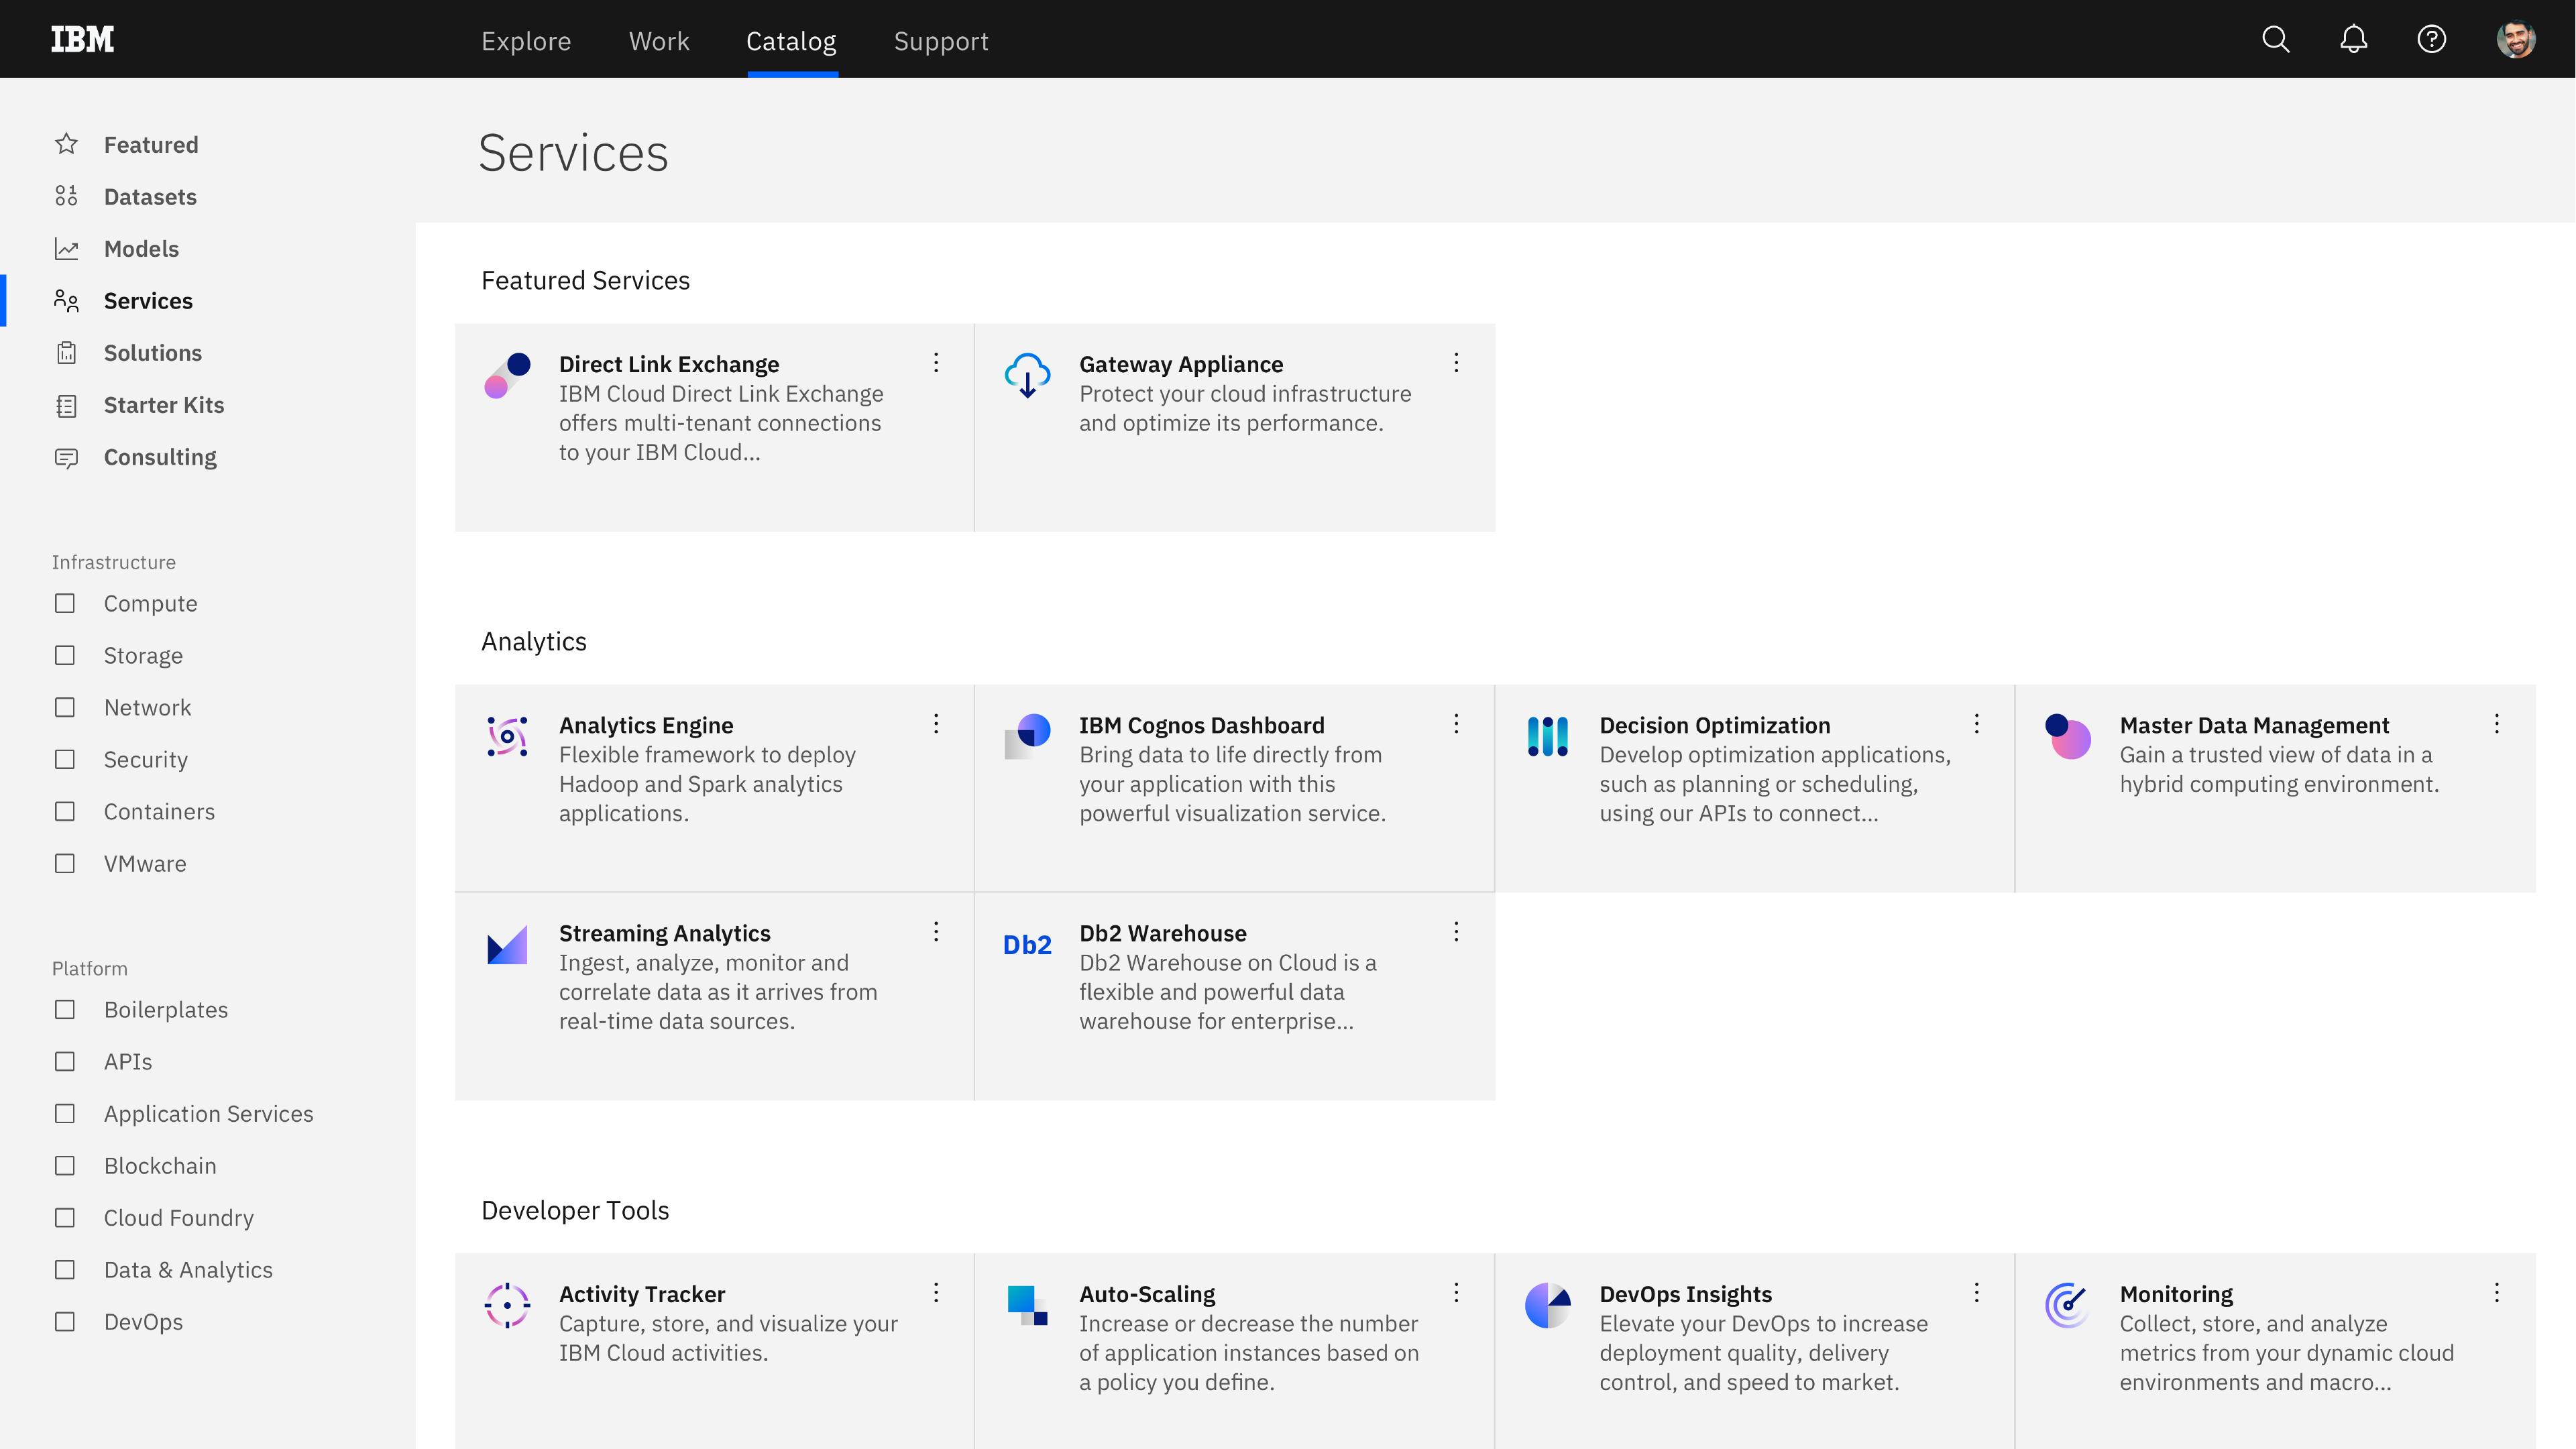 IBM
Explore
Work
Catalog
Support
Featured
Datasets
Models
Services
Solutions
Starter Kits
Consulting
Infrastructure
Compute
Storage
Network
Security
Containers
VMware
Platform
Boilerplates
APIs
Application Services
Blockchain
Cloud Foundry
Data & Analytics
DevOps
Services
Featured Services
Direct Link Exchange
IBM Cloud Direct Link Exchange
offers multi-tenant connections
to your IBM Cloud...
Gateway Appliance
Protect your cloud infrastructure
and optimize its performance.
Analytics
Analytics Engine
Flexible framework to deploy
Hadoop and Spark analytics
applications.
IBM Cognos Dashboard
Bring data to life directly from
your application with this
powerful visualization service.
Decision Optimization
Develop optimization applications,
such as planning or scheduling,
using our APIs to connect...
Master Data Management
Gain a trusted view of data in a
hybrid computing environment.
Streaming Analytics
Ingest, analyze, monitor and
correlate data as it arrives from
real-time data sources.
Db2
Db2 Warehouse
Db2 Warehouse on Cloud is a
flexible and powerful data
warehouse for enterprise...
Developer Tools
Activity Tracker
Capture, store, and visualize your
IBM Cloud activities.
Auto-Scaling
Increase or decrease the number
of application instances based on
a policy you define.
DevOps Insights
Elevate your DevOps to increase
deployment quality, delivery
control, and speed to market.
Monitoring
Collect, store, and analyze
metrics from your dynamic cloud
environments and macro...